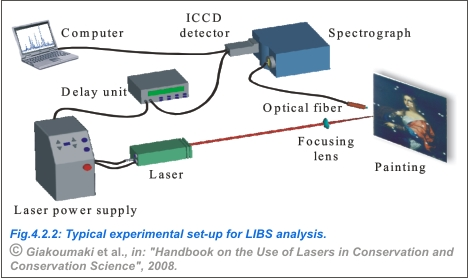 ICCD
detector
Computer
Spectrograph
Delay unit
Optical fiber
Focusing
lens
Laser
Painting
Laser power supply
Fig.4.2.2: Typical experimental set-up for LIBS analysis.
© Giakoumaki et al., in: "Handbook on the Use of Lasers in Conservation and
Conservation Science", 2008.